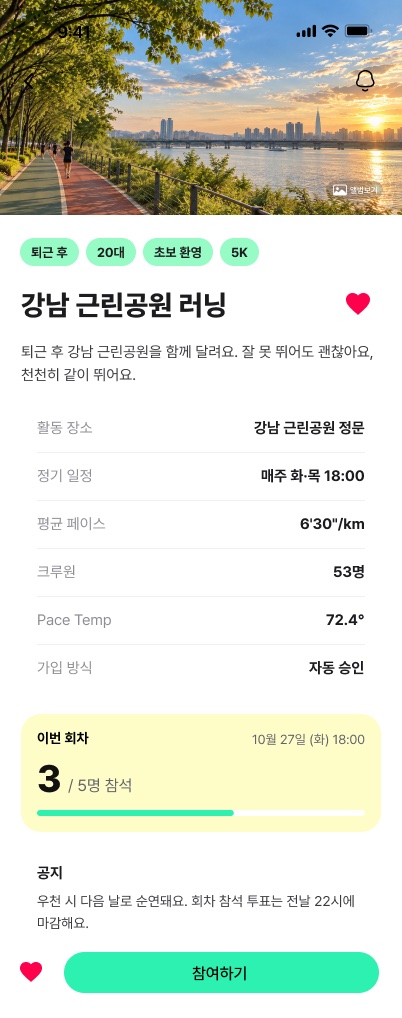 9:41
앨범보기
퇴근 후
20대
초보 환영
5K
강남 근린공원 러닝
퇴근 후 강남 근린공원을 함께 달려요. 잘 못 뛰어도 괜찮아요,
천천히 같이 뛰어요.
활동 장소 강남 근린공원 정문
정기 일정 매주 화·목 18:00
평균 페이스 6'30"/km
크루원 53명
Pace Temp 72.4°
가입 방식 자동 승인
이번 회차 10월 27일 (화) 18:00
3 / 5명 참석
공지
우천 시 다음 날로 순연돼요. 회차 참석 투표는 전날 22시에
마감해요.
참여하기